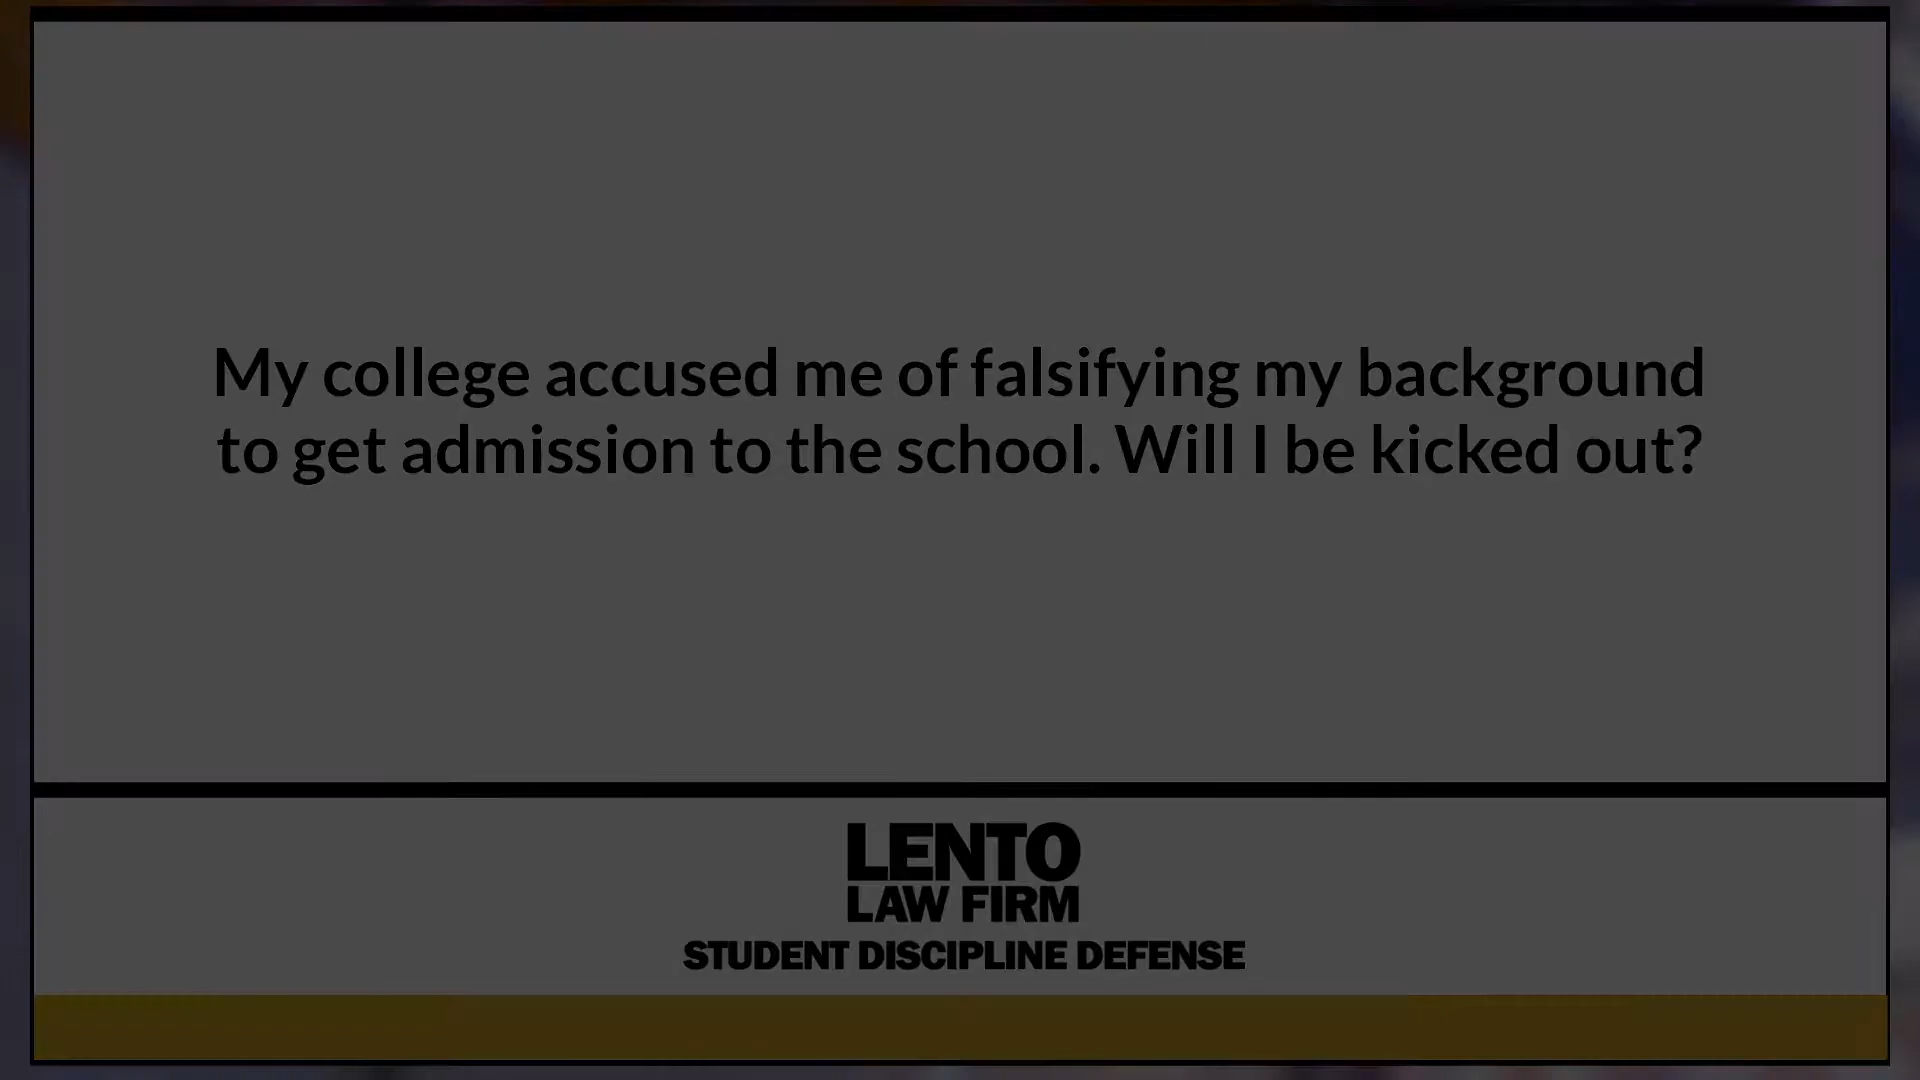 My college accused me of falsifying my background
to get admission to the school. Will I be kicked out?
LENTO
LAW FIRM
STUDENT DISCIPLINE DEFENSE